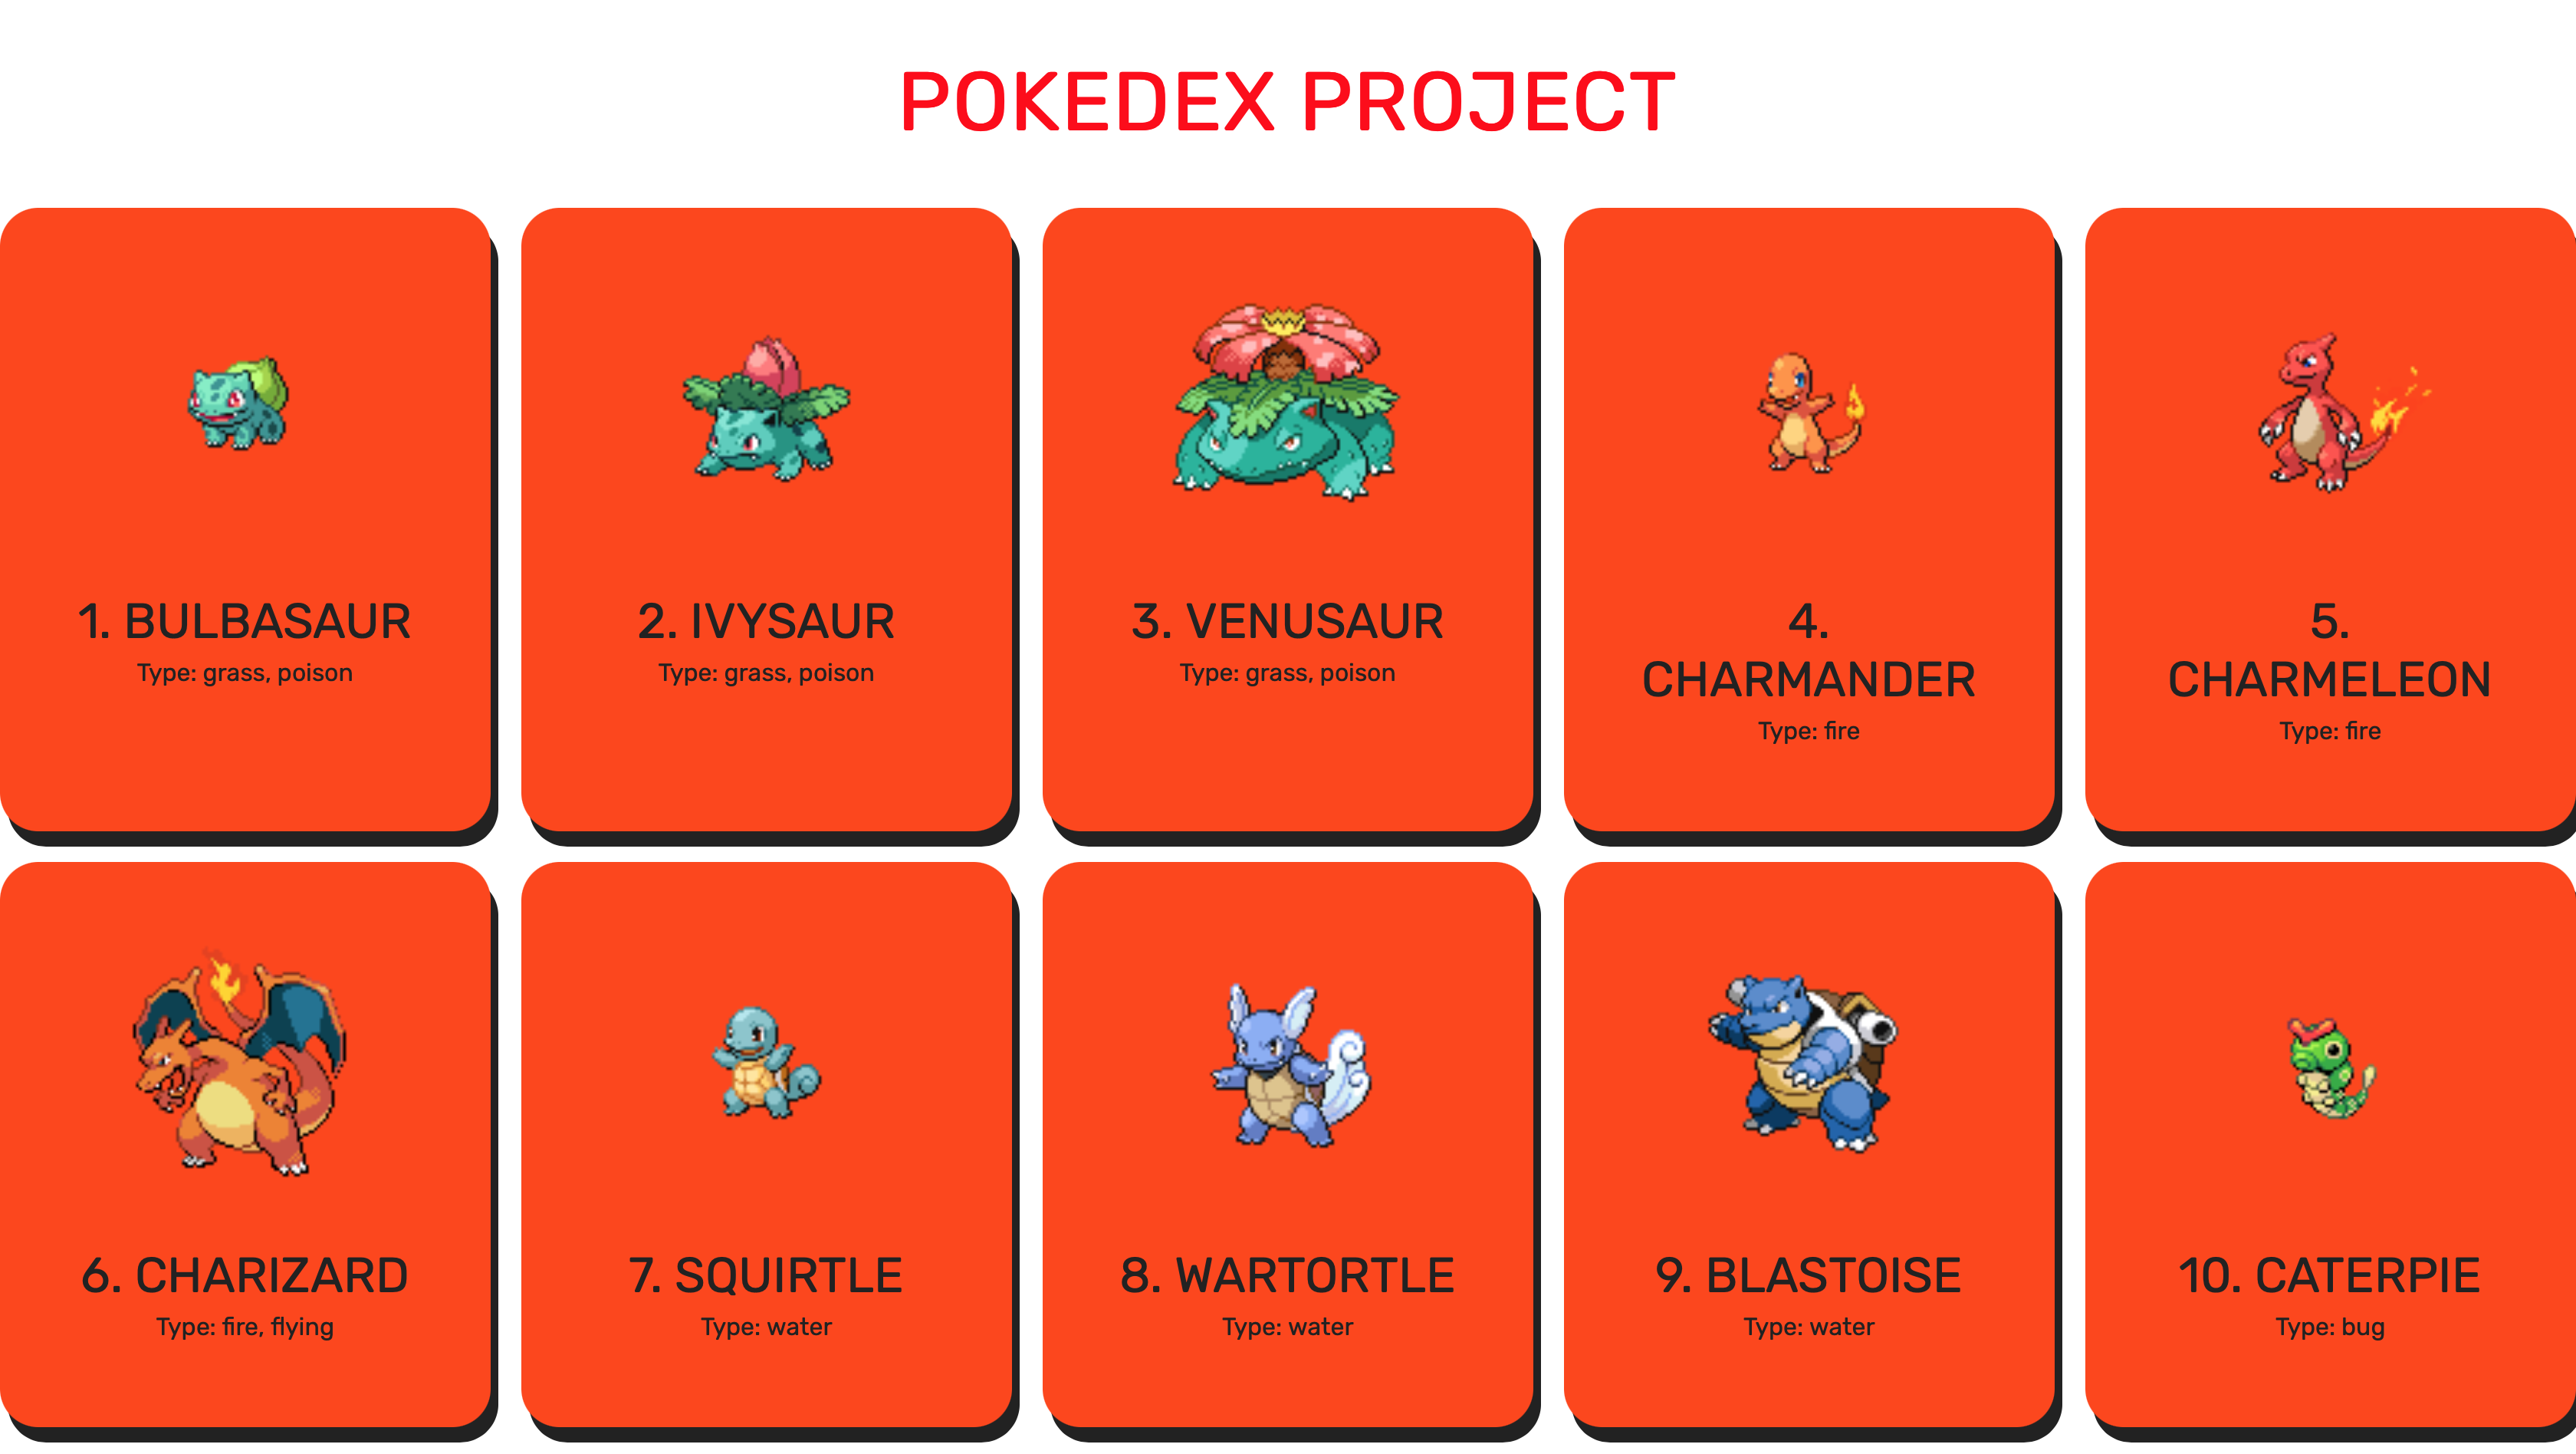 POKEDEX PROJECT
1. BULBASAUR
Type: grass, poison
2. IVYSAUR
Type: grass, poison
3. VENUSAUR
Type: grass, poison
4.
CHARMANDER
Type: fire
5.
CHARMELEON
Type: fire
6. CHARIZARD
Type: fire, flying
7. SQUIRTLE
Type: water
8. WARTORTLE
Type: water
9. BLASTOISE
Type: water
10. CATERPIE
Type: bug